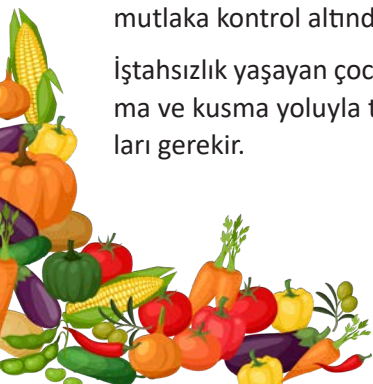 mutlaka kontrol altınd
İştahsızlık yaşayan çoc
ma ve kusma yoluyla t
ları gerekir.